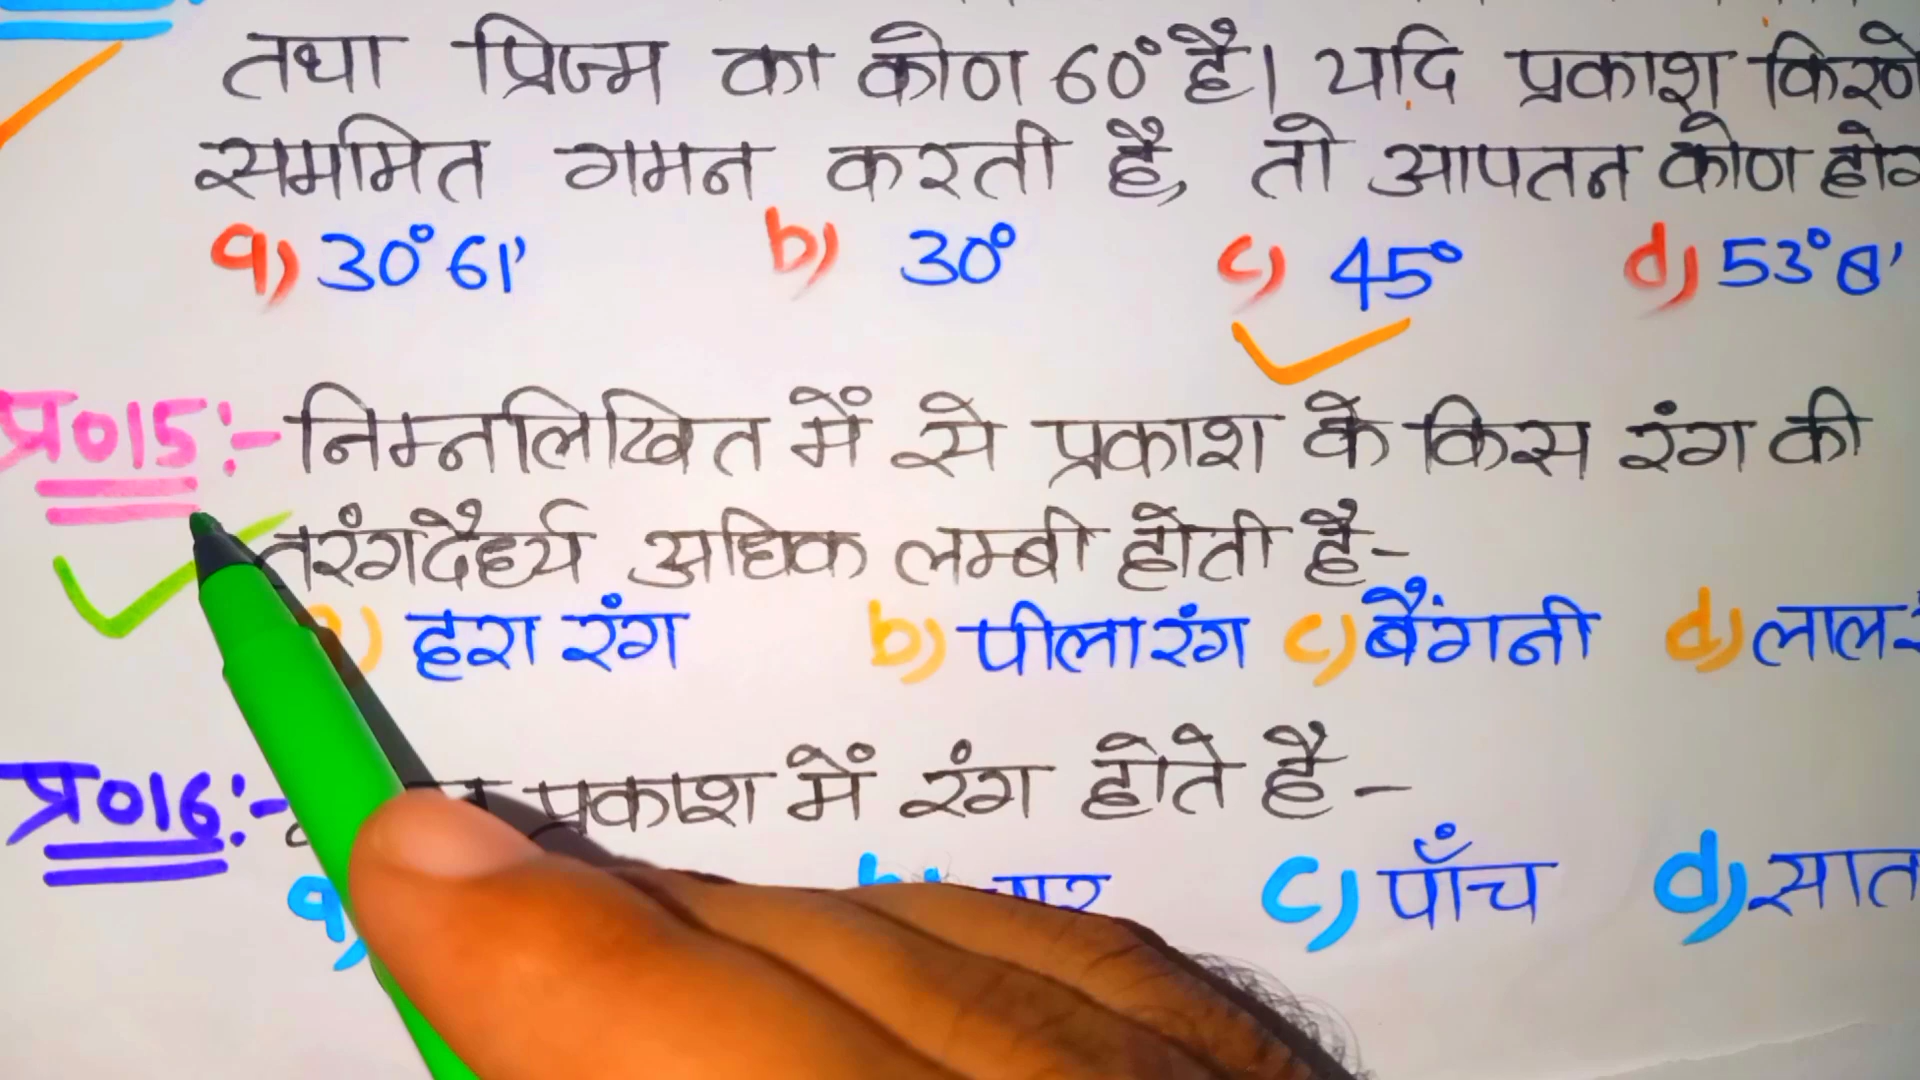 तथा प्रिज्म का कोण 60° है। यदि प्रकाश किरणे
सममित गमन करती है, तो आपतन कोण
a) 30° 61' b) 30° c) 45° d) 53° 8'
प्र015:- निम्नलिखित में से प्रकाश के किस रंग की
तरंगदैर्ध्य अधिक लम्बी होती है-
) हरा रंग b) पीला रंग c) बैंगनी d) लाल
प्र016:- प्रकाश में रंग होते है-
a) c) पाँच d) सात